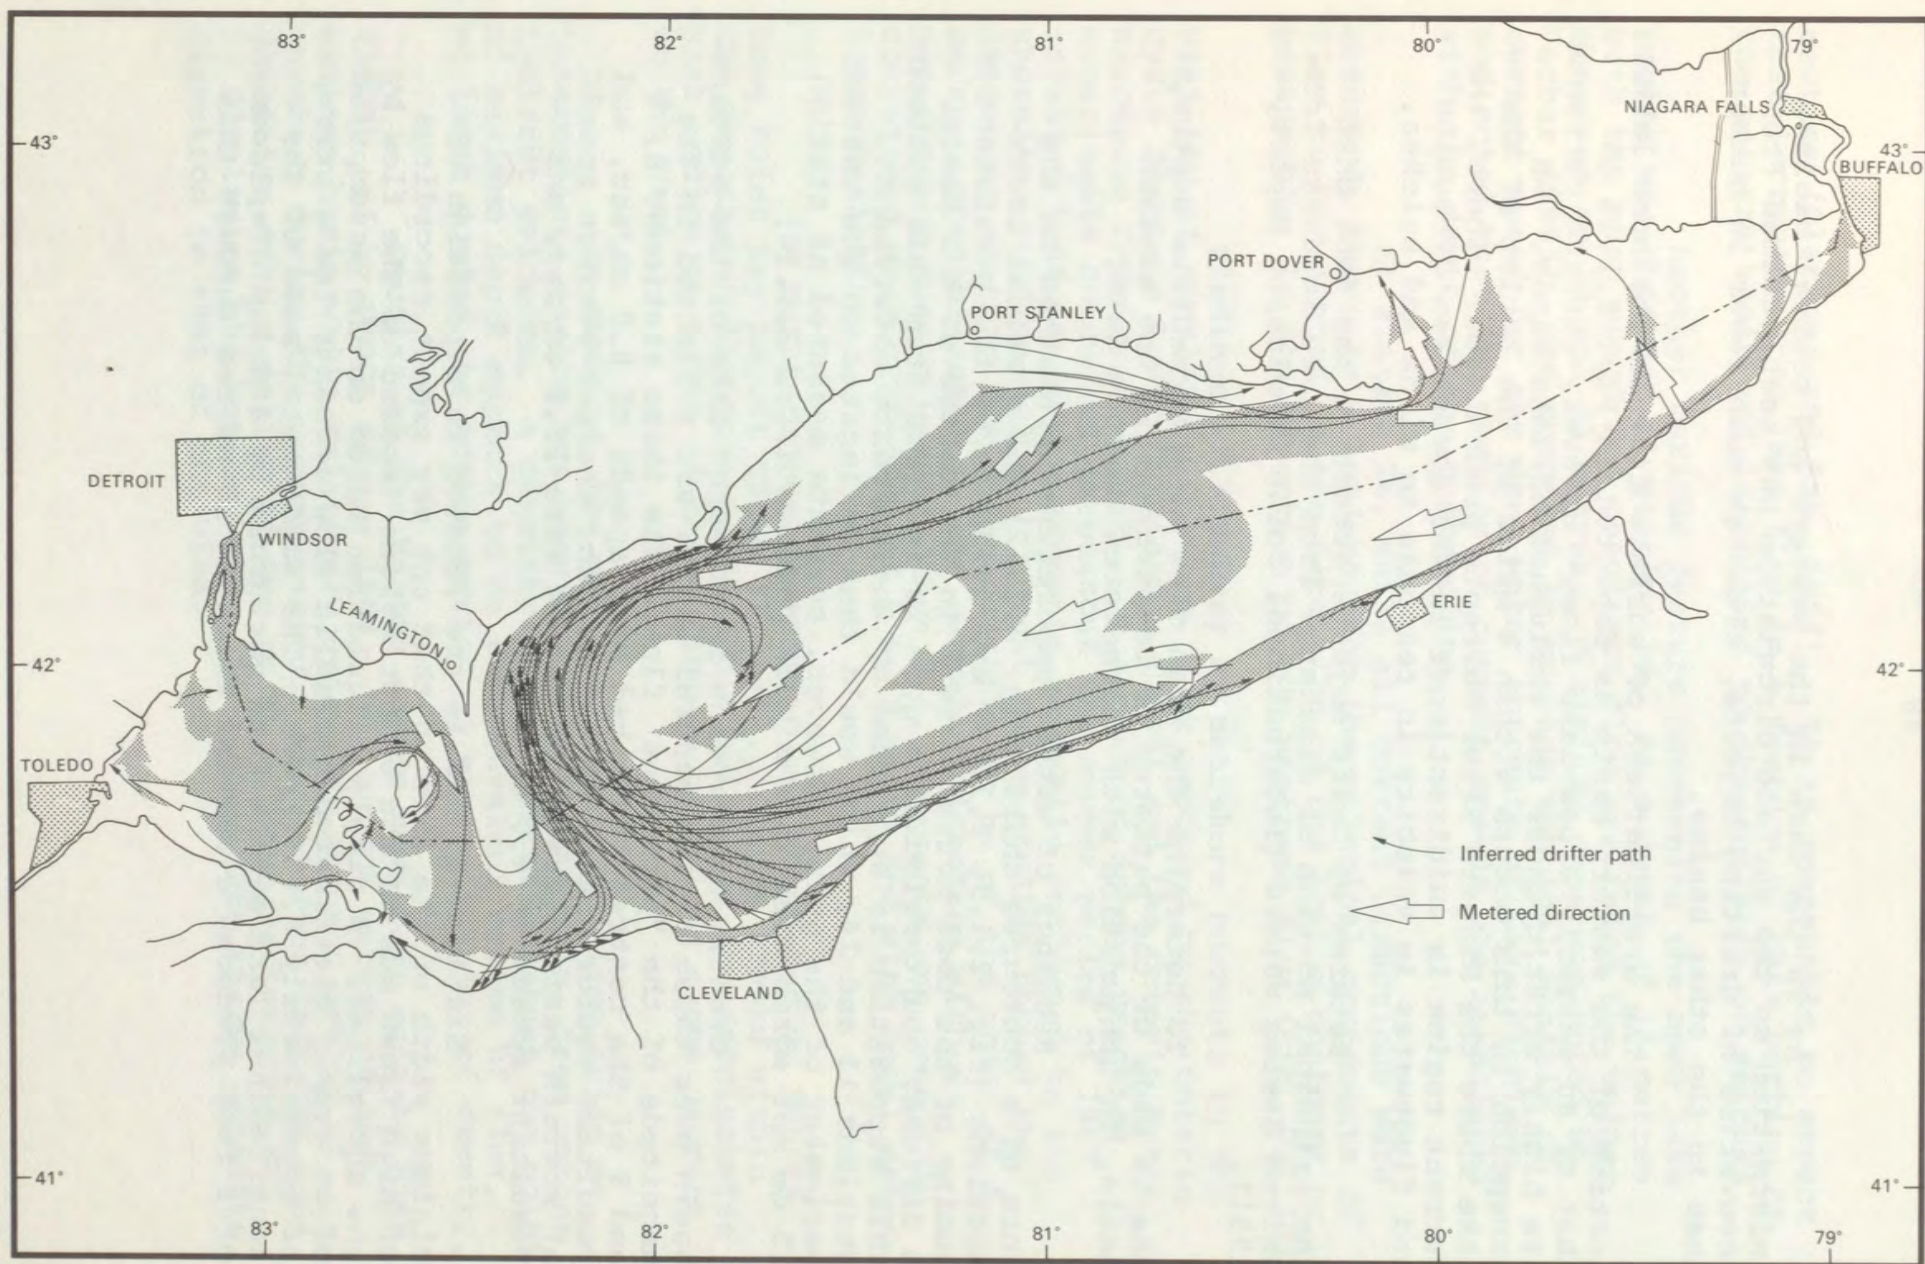 83°
82°
81°
80°
79°
NIAGARA FALLS
43°
43°
BUFFALO
PORT DOVER
PORT STANLEY
DETROIT
WINDSOR
LEAMINGTON
ERIE
42°
42°
TOLEDO
Inferred drifter path
Metered direction
CLEVELAND
41°
41°
83°
82°
81°
80°
79°